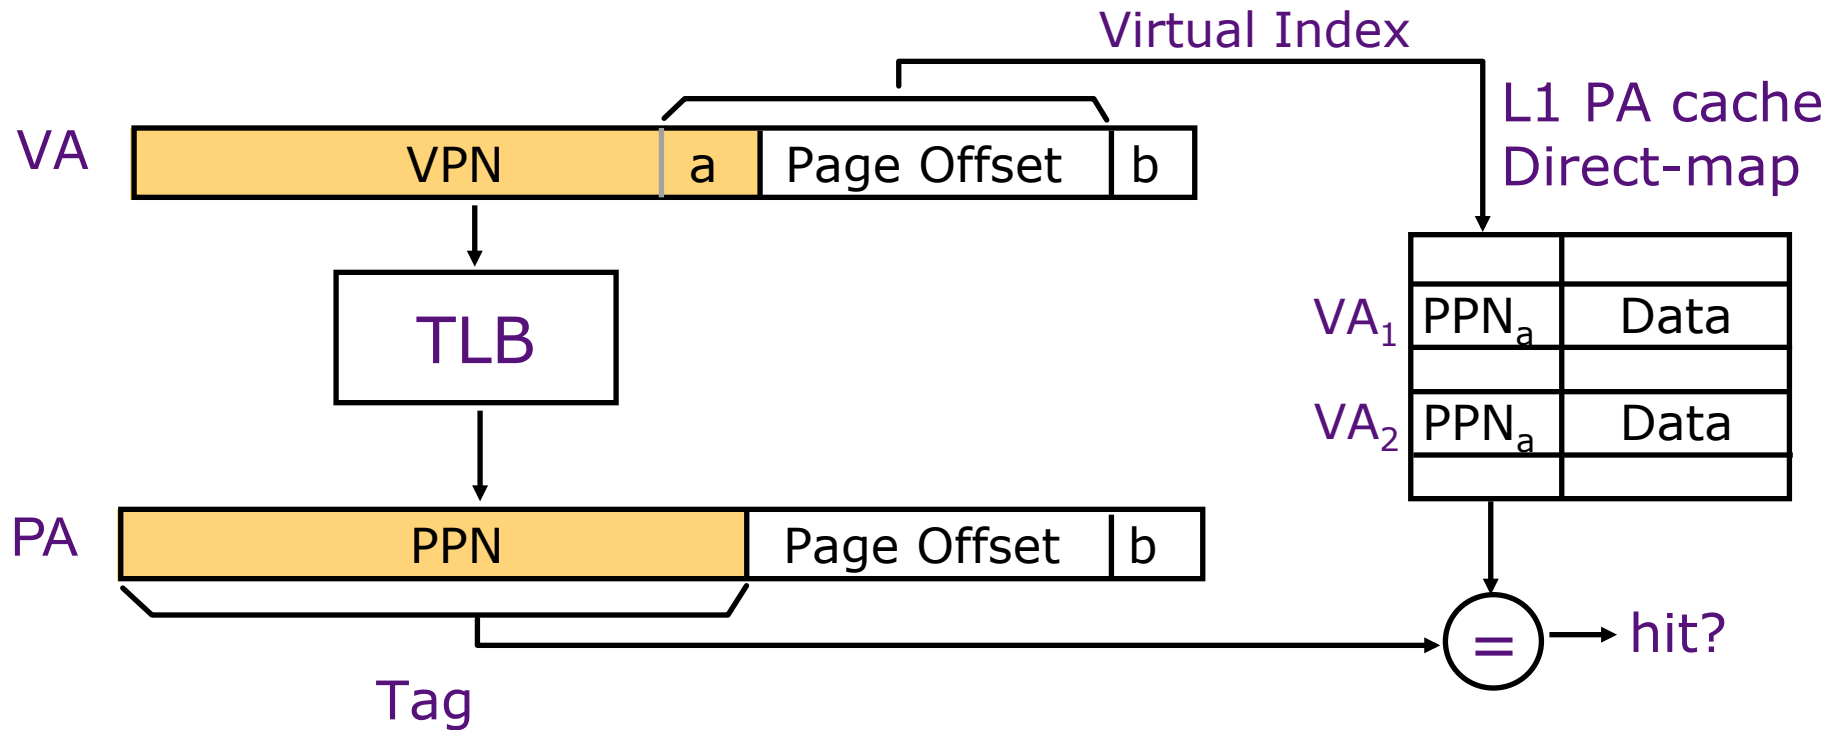 Virtual Index
L1 PA cache
Direct-map
VA VPN a Page Offset b
TLB
VA₁ PPNₐ Data
VA₂ PPNₐ Data
PA PPN Page Offset b
= hit?
Tag